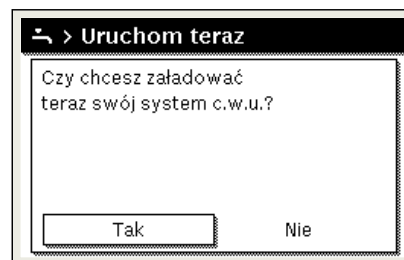 > Uruchom teraz
Czy chcesz załadować
teraz swój system c.w.u.?
Tak
Nie